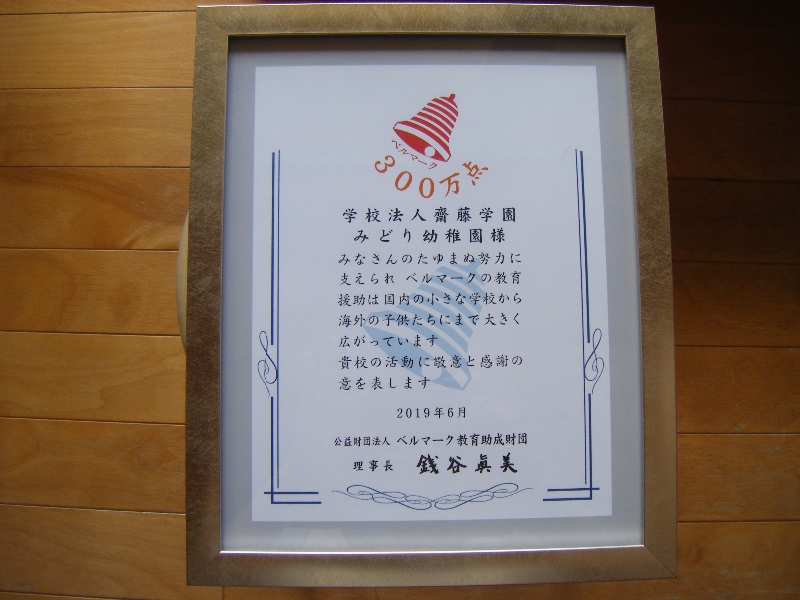 ベルマーク
300万点
学校法人齋藤学園
みどり幼稚園様
みなさんのたゆまぬ努力に
支えられ ベルマークの教育
援助は国内の小さな学校から
海外の子供たちにまで大きく
広がっています
貴校の活動に敬意と感謝の
意を表します
2019年6月
公益財団法人 ベルマーク教育助成財団
理事長 銭谷眞美